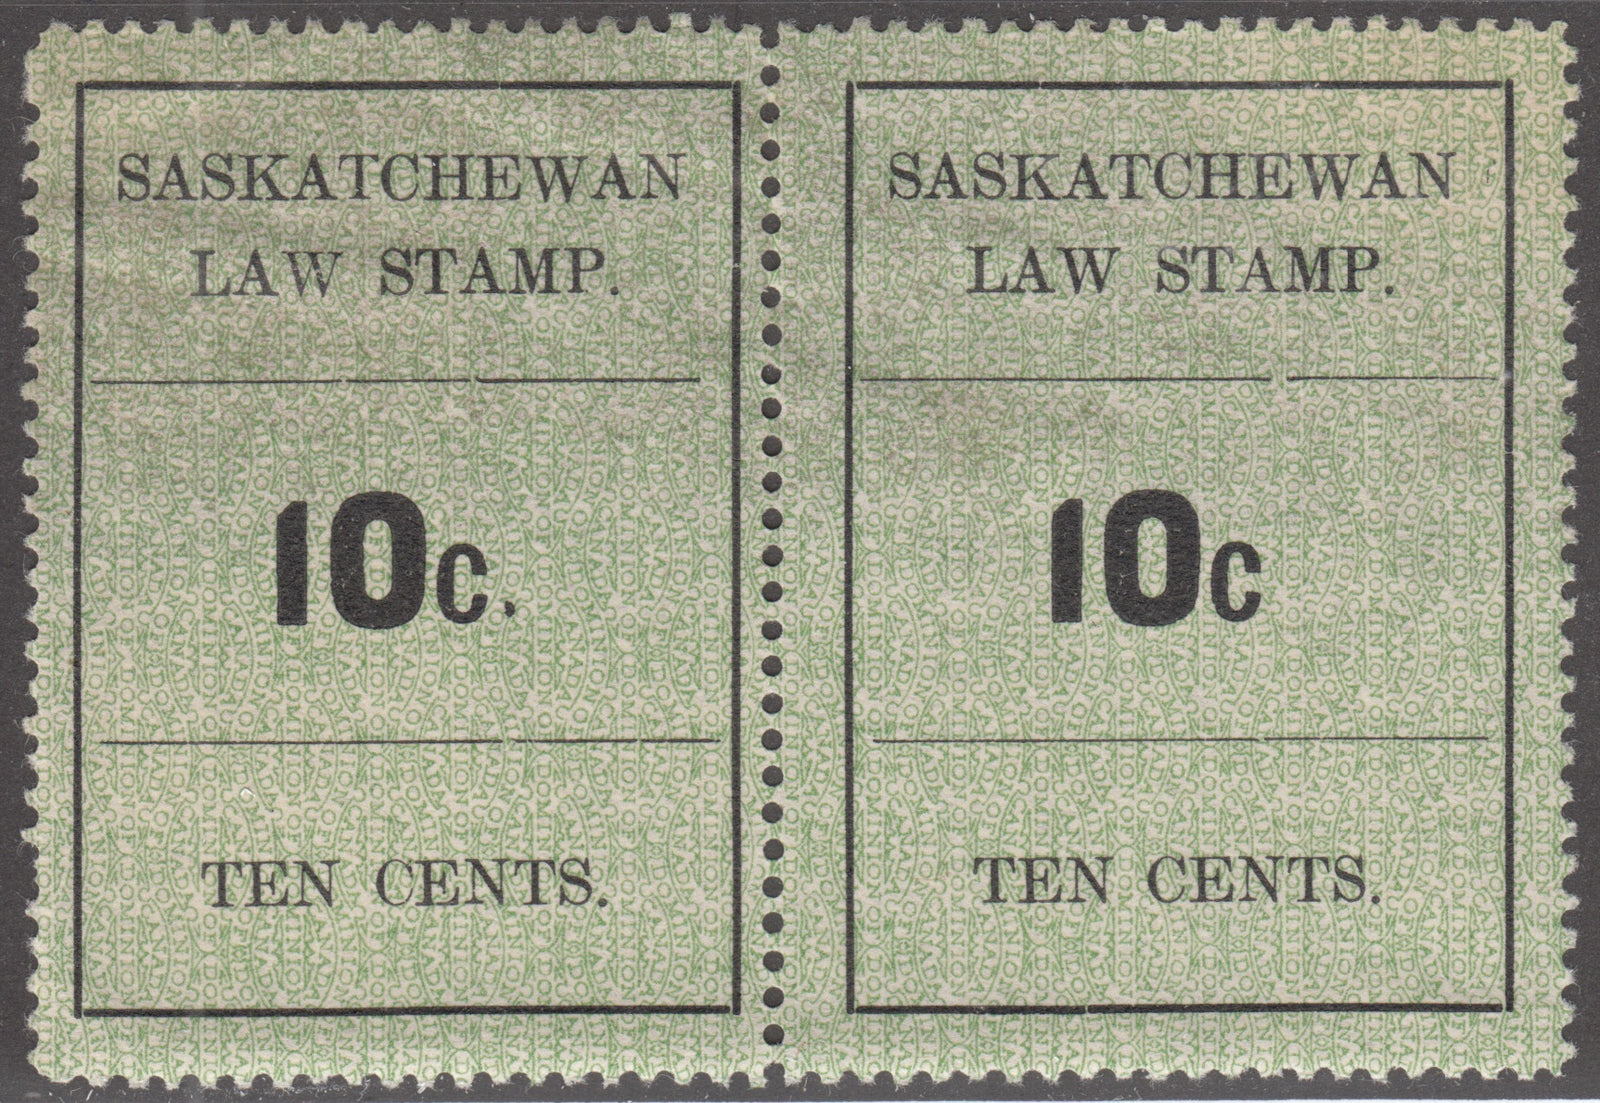 SASKATCHEWAN
LAW STAMP.
10c.
TEN CENTS.
SASKATCHEWAN
LAW STAMP.
10c
TEN CENTS.